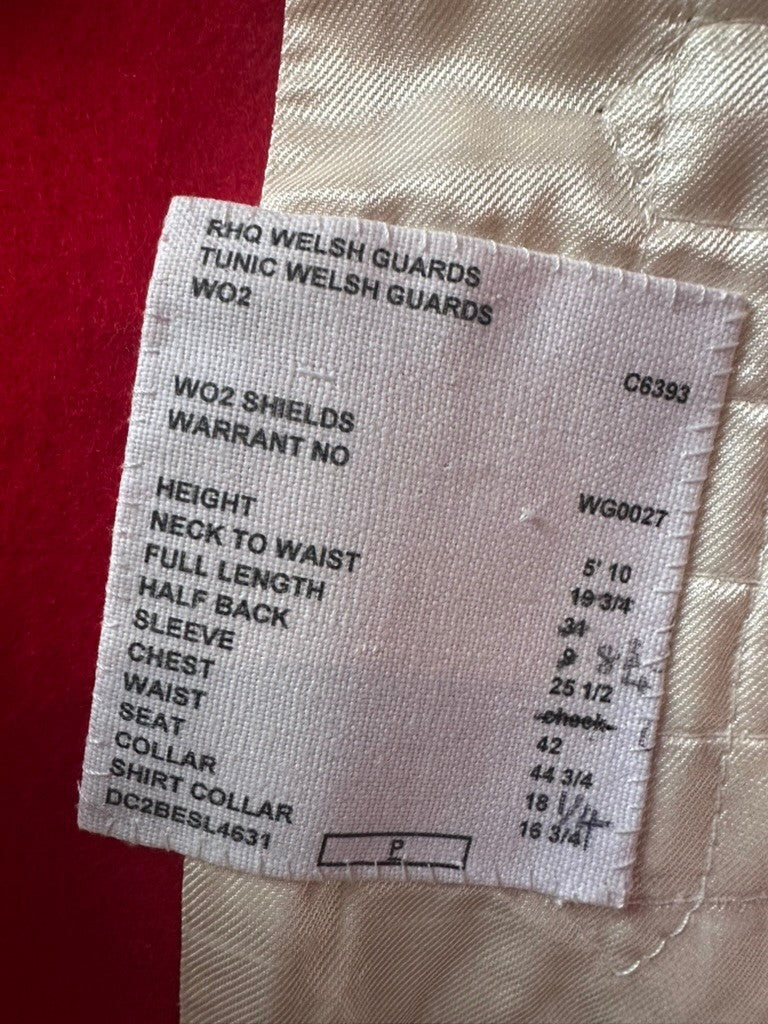 RHQ WELSH GUARDS
TUNIC WELSH GUARDS
WO2
C6393
WO2 SHIELDS
WARRANT NO WG0027
HEIGHT 5' 10
NECK TO WAIST 19 3/4
FULL LENGTH 31
HALF BACK 9
SLEEVE 25 1/2
CHEST check
WAIST 42
SEAT 44 3/4
COLLAR 18 1/4
SHIRT COLLAR 16 3/4
DC2BESL4631
P